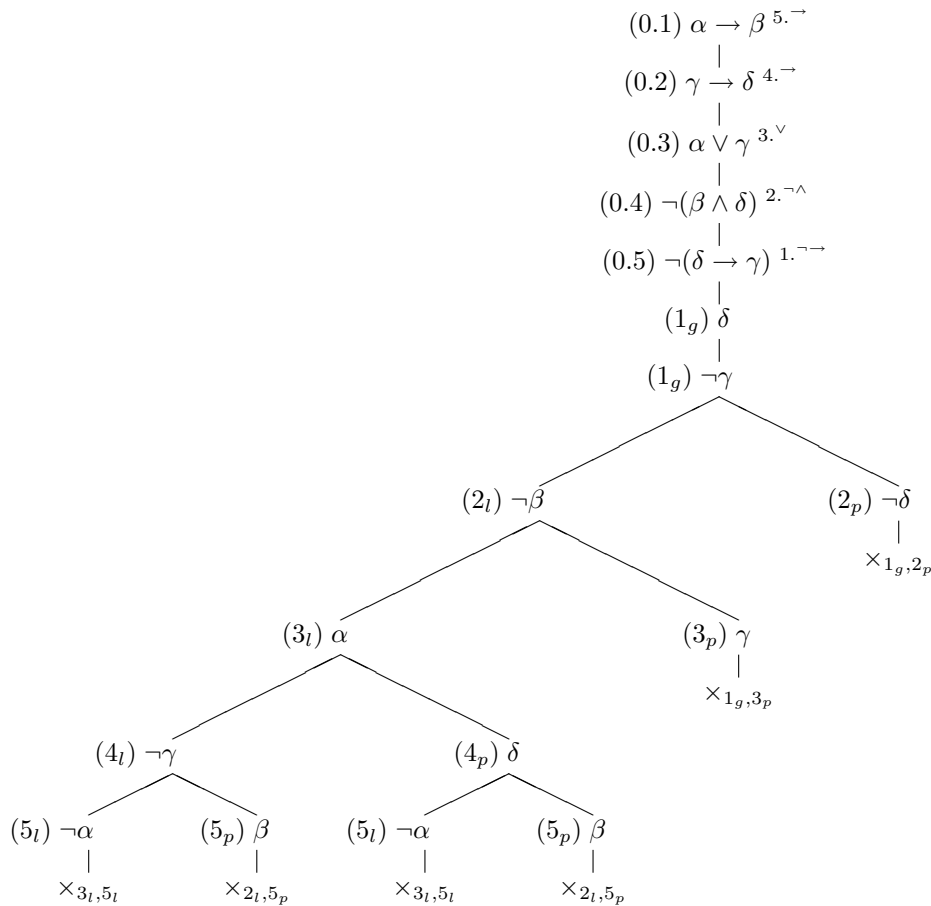 (0.1) α → β 5.→
(0.2) γ → δ 4.→
(0.3) α ∨ γ 3.∨
(0.4) ¬(β ∧ δ) 2.¬∧
(0.5) ¬(δ → γ) 1.¬→
(1g) δ
(1g) ¬γ
(2l) ¬β (2p) ¬δ
×1g,2p
(3l) α (3p) γ
×1g,3p
(4l) ¬γ (4p) δ
(5l) ¬α (5p) β (5l) ¬α (5p) β
×3l,5l ×2l,5p ×3l,5l ×2l,5p